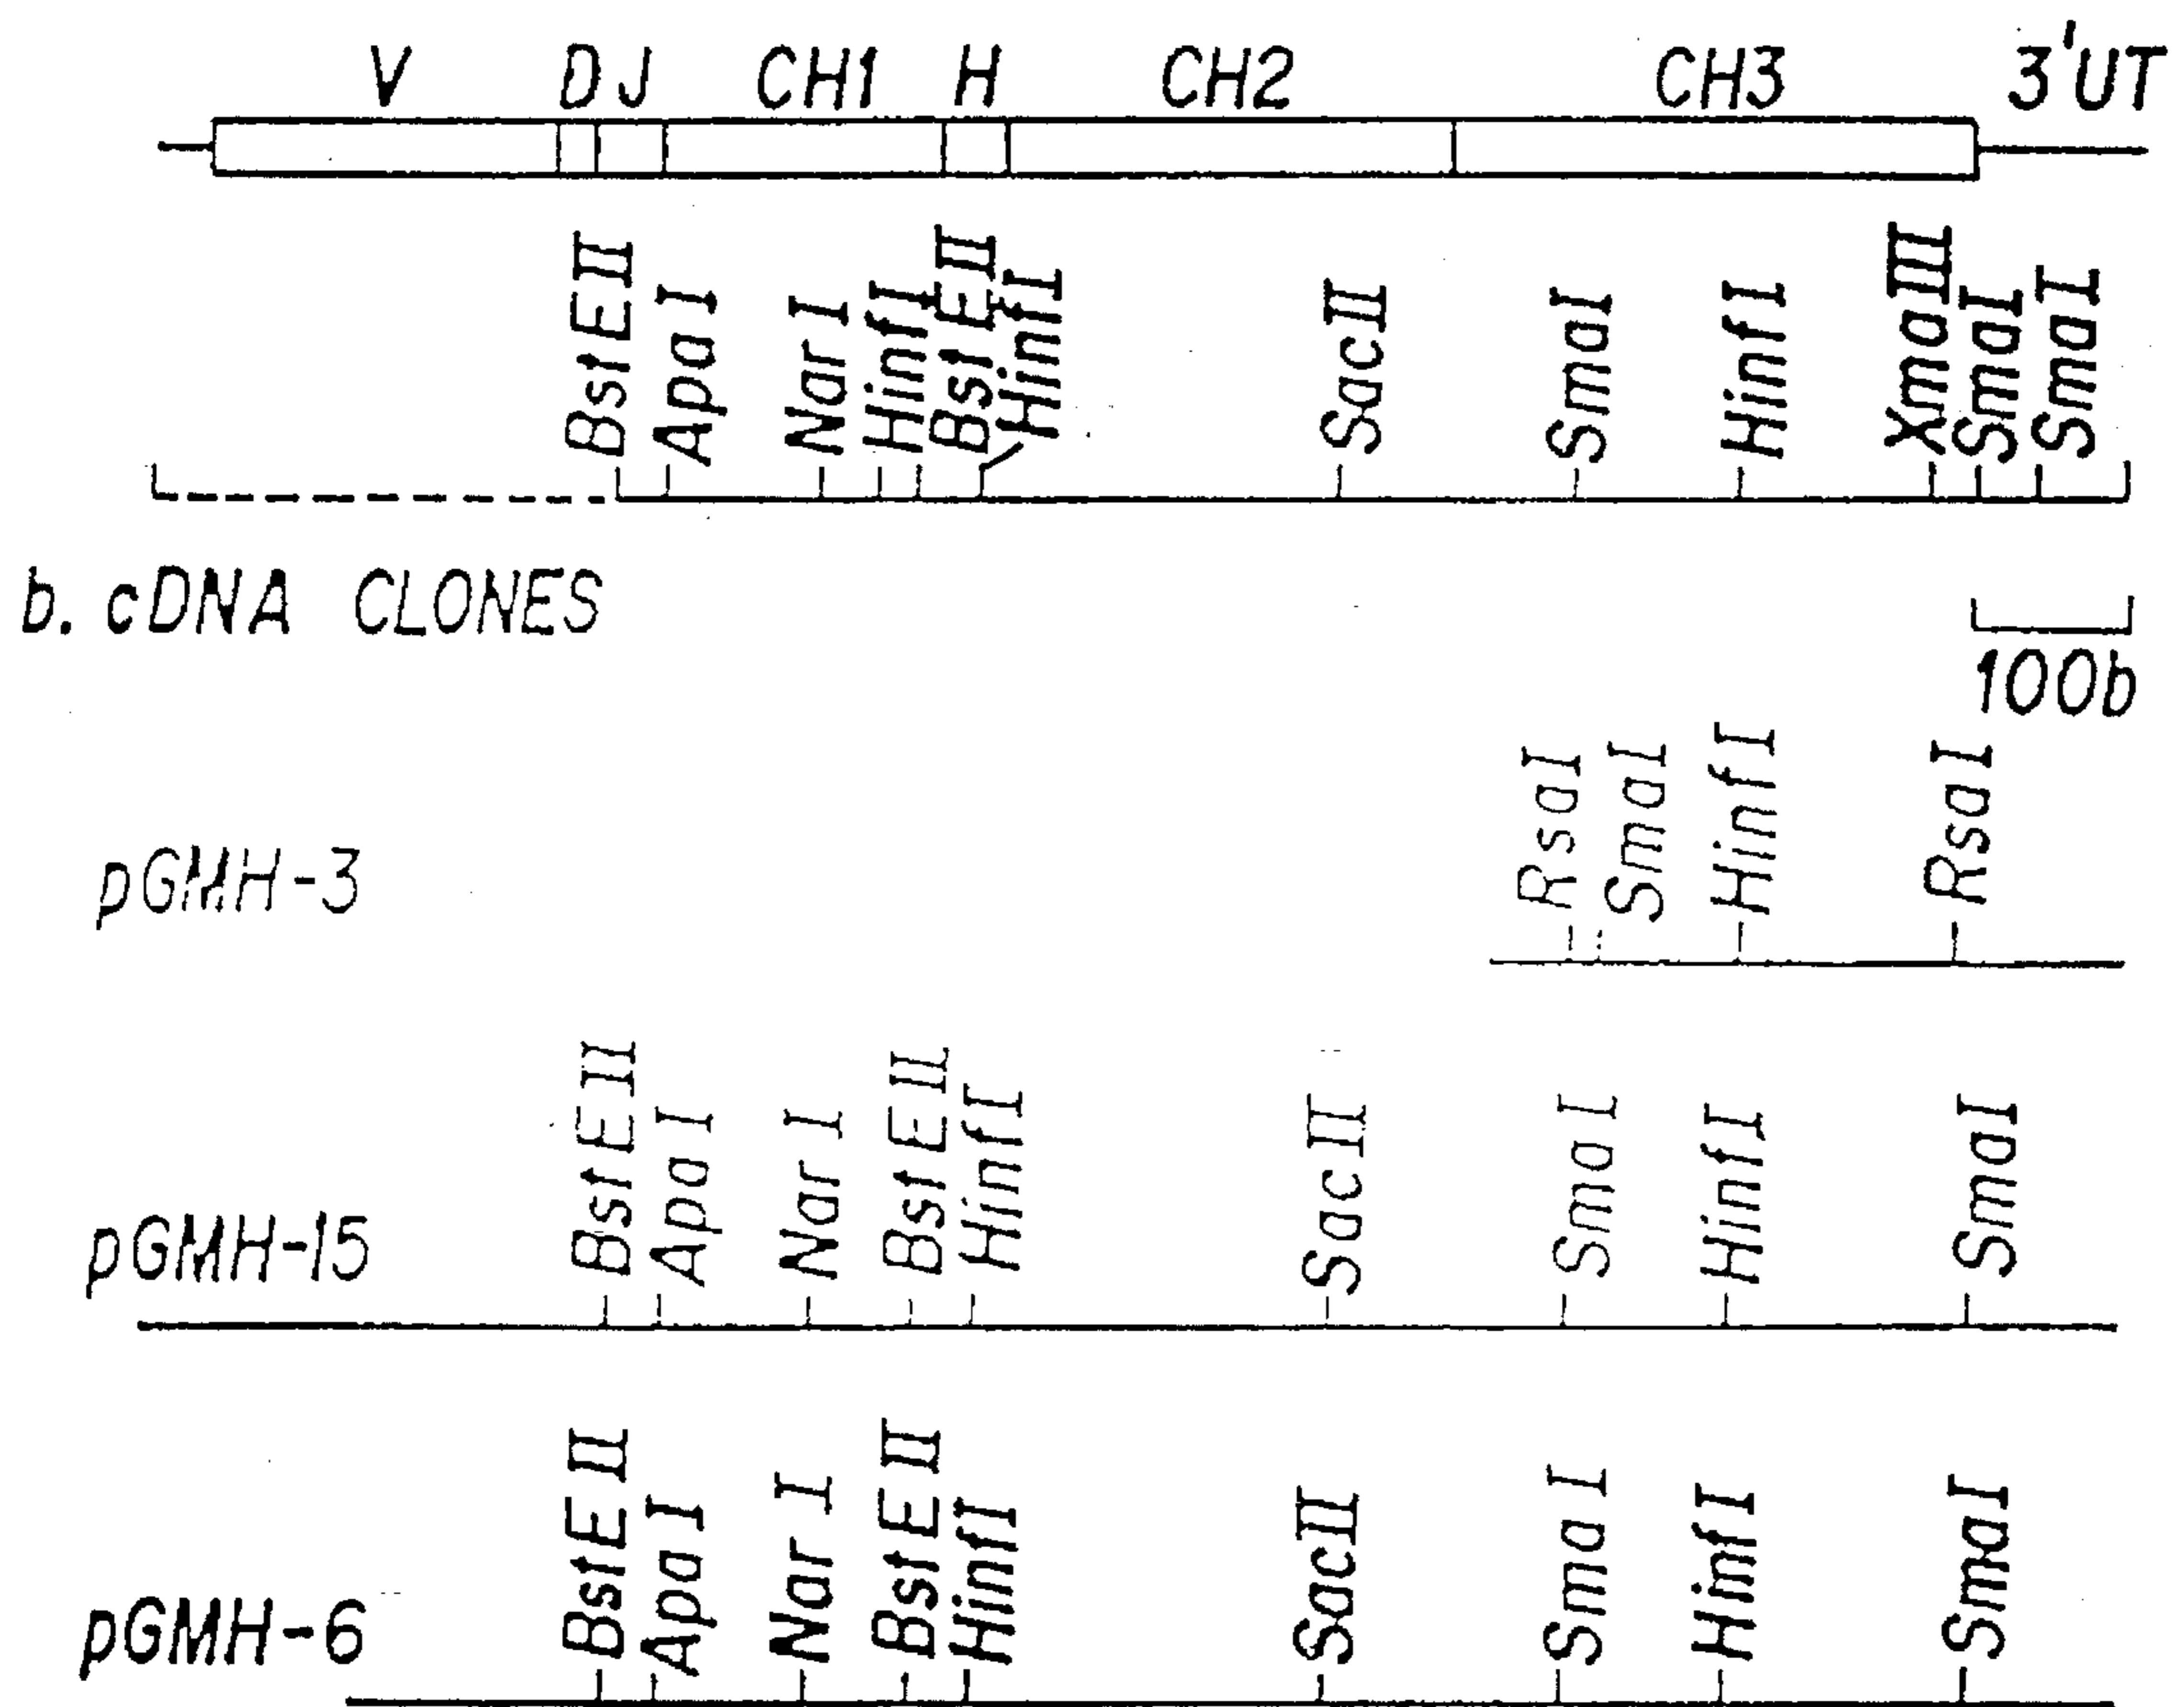 V DJ CH1 H CH2 CH3 3'UT
BstEII ApaI NarI HinfI BstEII HinfI SacII SmaI HinfI XmaIII SmaI SmaI
b. cDNA CLONES
100b
RsaI SmaI HinfI RsaI
pGMH-3
BstEII ApaI NarI BstEII HinfI SacII SmaI HinfI SmaI
pGMH-15
BstEII ApaI NarI BstEII HinfI SacII SmaI HinfI SmaI
pGMH-6